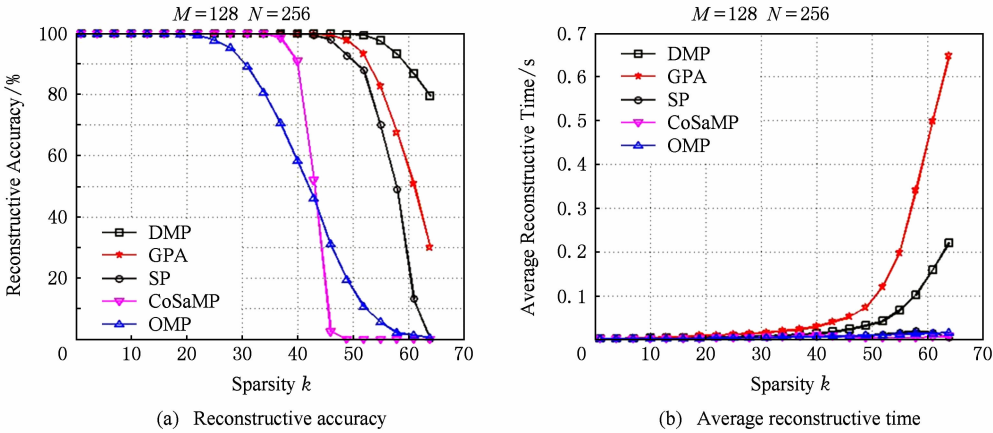 M=128 N=256
100
80
60
40
20
0
10
20
30
40
50
60
70
Reconstructive Accuracy/%
DMP
GPA
SP
CoSaMP
OMP
Sparsity k
(a) Reconstructive accuracy
M=128 N=256
0.7
0.6
0.5
0.4
0.3
0.2
0.1
0
10
20
30
40
50
60
70
Average Reconstructive Time/s
DMP
GPA
SP
CoSaMP
OMP
Sparsity k
(b) Average reconstructive time